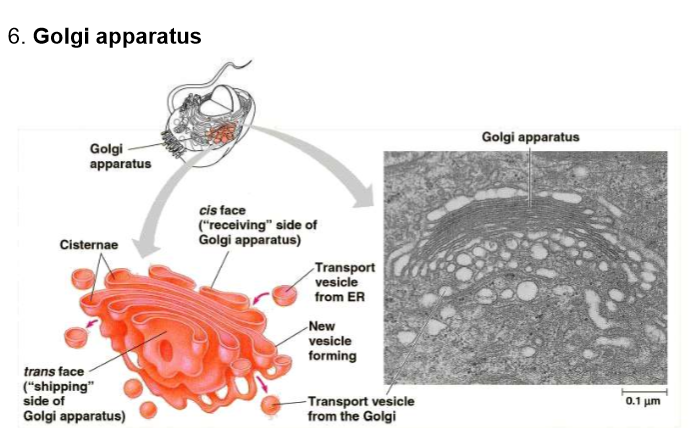 6. Golgi apparatus
Golgi
apparatus
Golgi apparatus
cis face
("receiving" side of
Golgi apparatus)
Cisternae
Transport
vesicle
from ER
New
vesicle
forming
trans face
("shipping"
side of
Golgi apparatus)
Transport vesicle
from the Golgi
0.1 μm